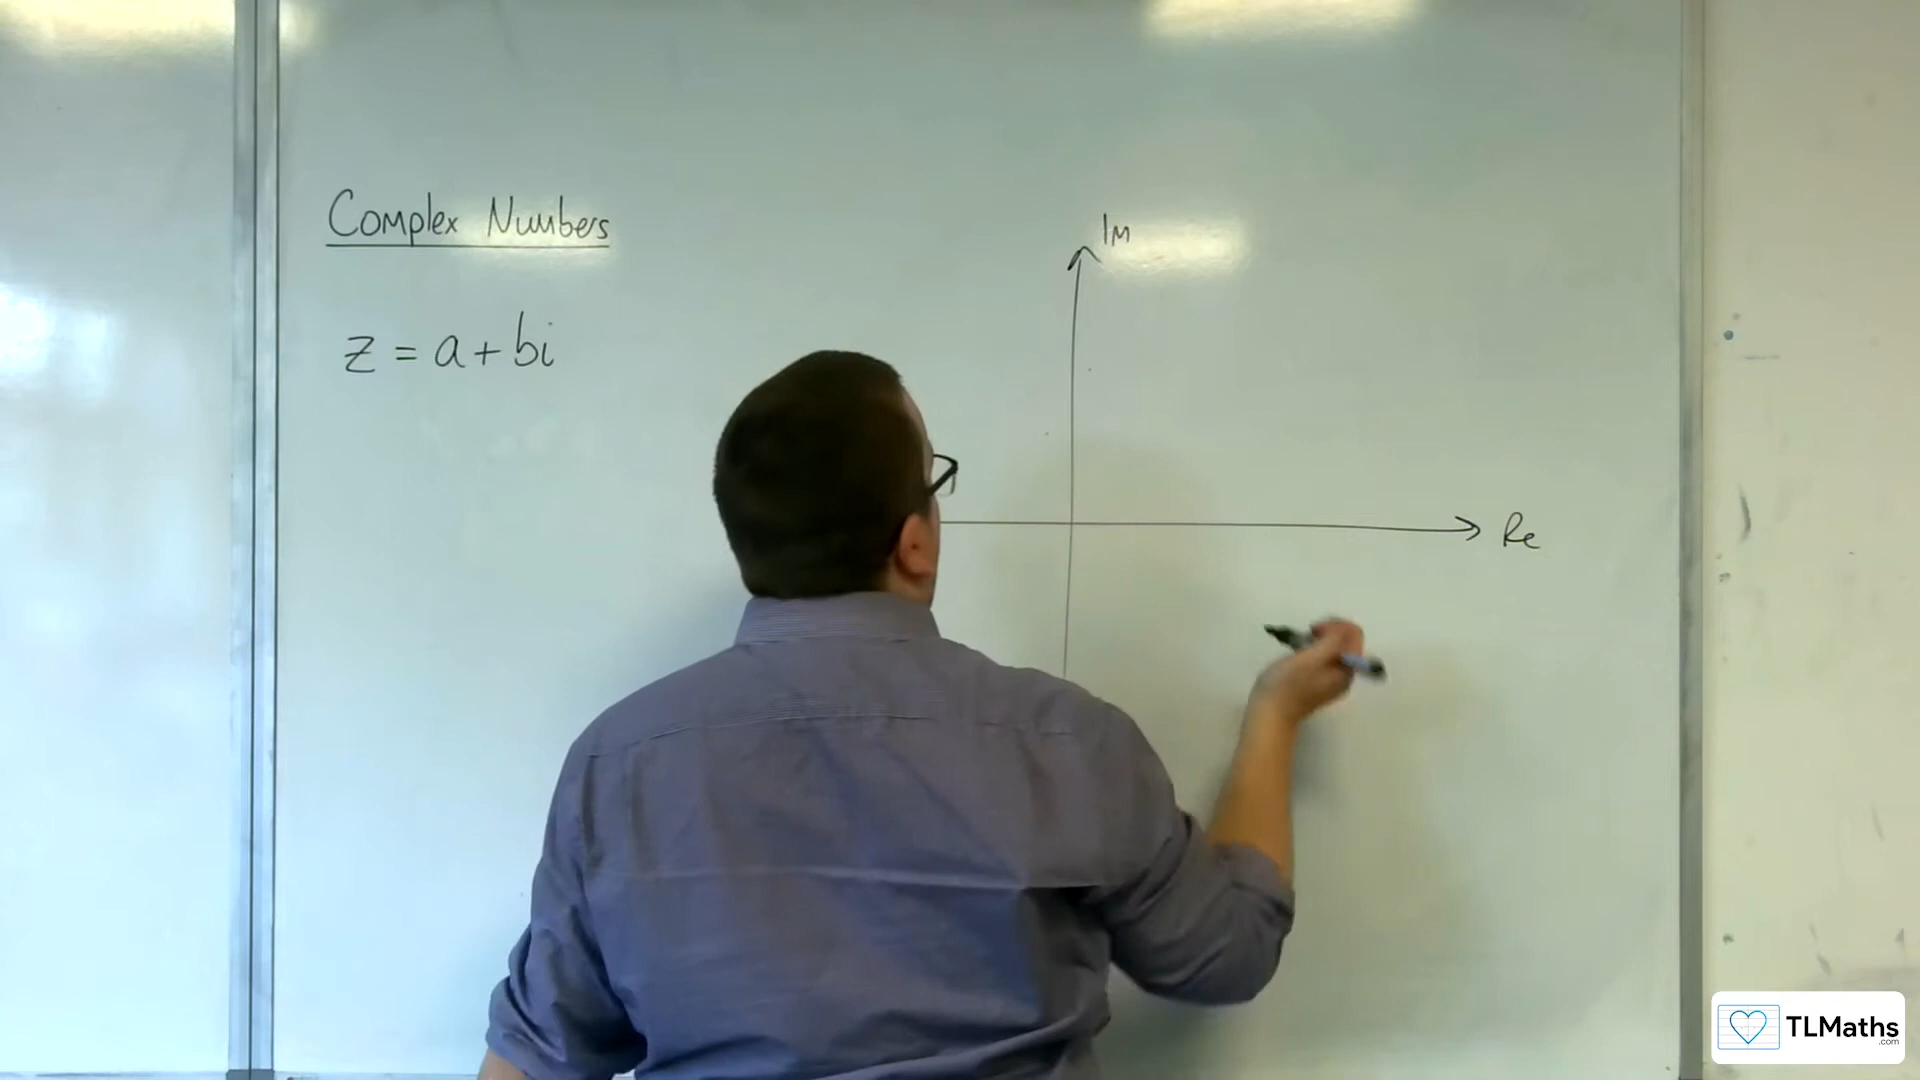 Complex Numbers
z = a + bi
Im
Re
TLMaths
.com